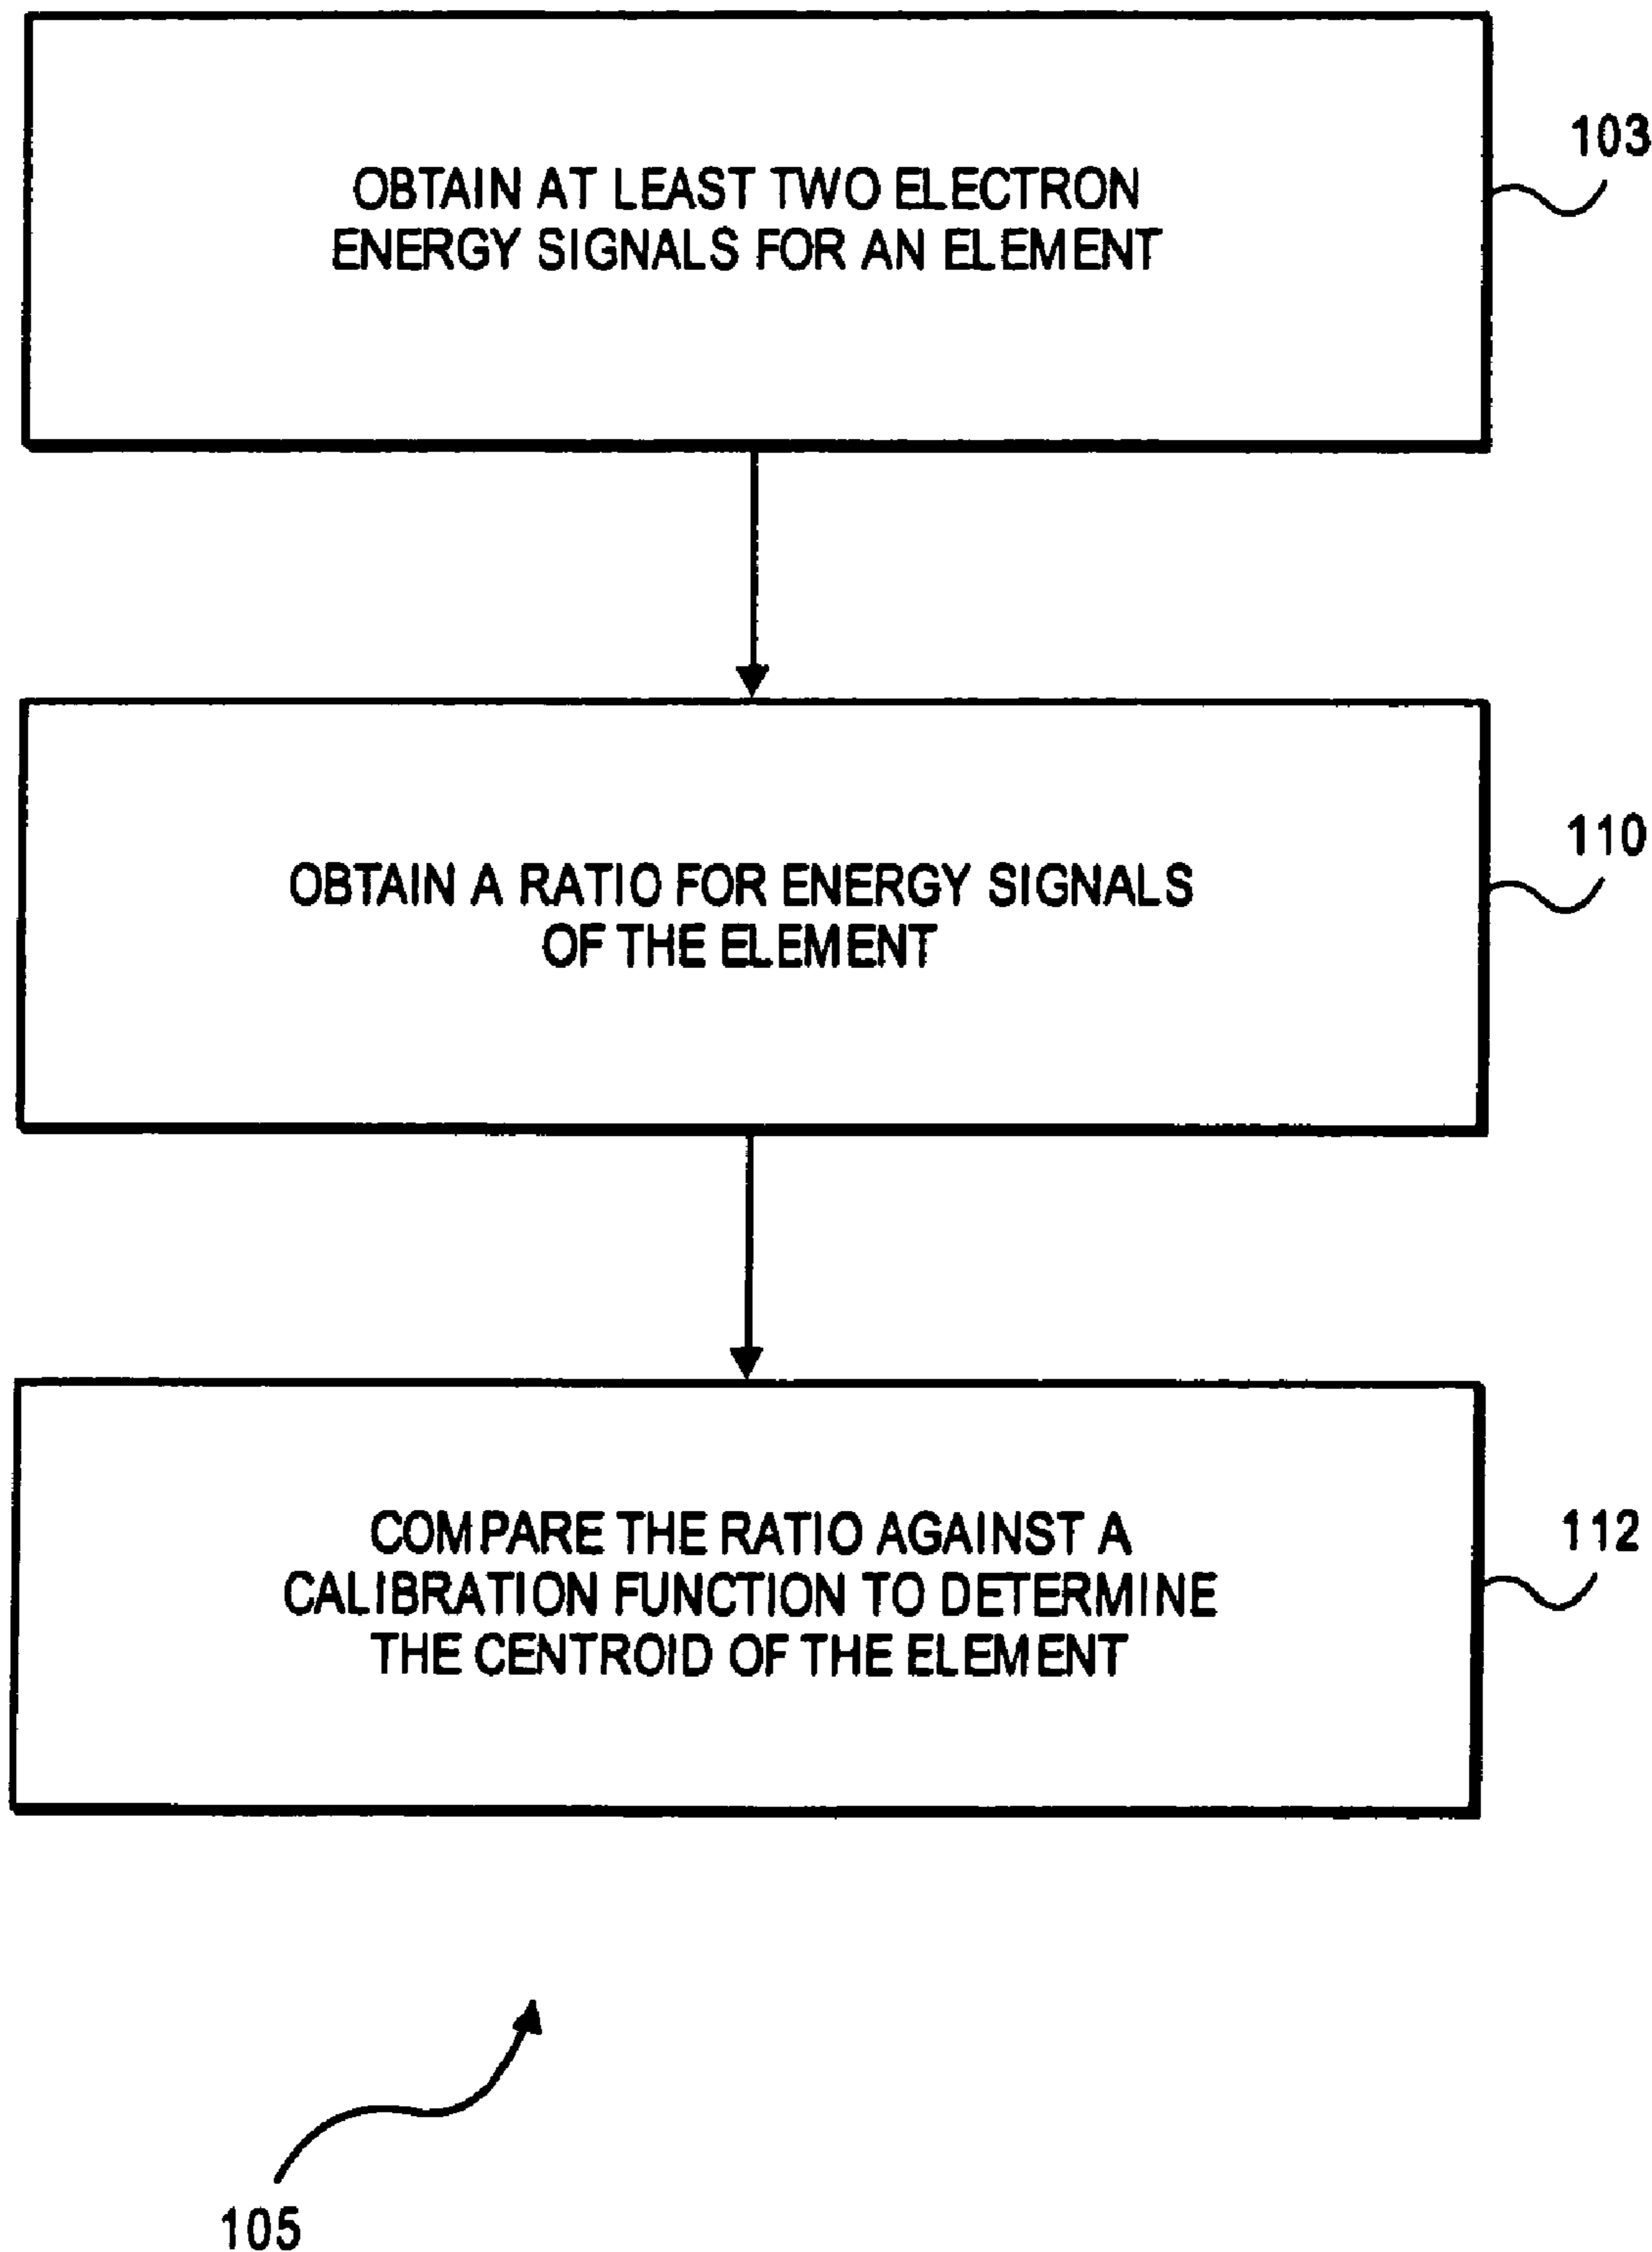 103
OBTAIN AT LEAST TWO ELECTRON
ENERGY SIGNALS FOR AN ELEMENT
110
OBTAIN A RATIO FOR ENERGY SIGNALS
OF THE ELEMENT
112
COMPARE THE RATIO AGAINST A
CALIBRATION FUNCTION TO DETERMINE
THE CENTROID OF THE ELEMENT
105